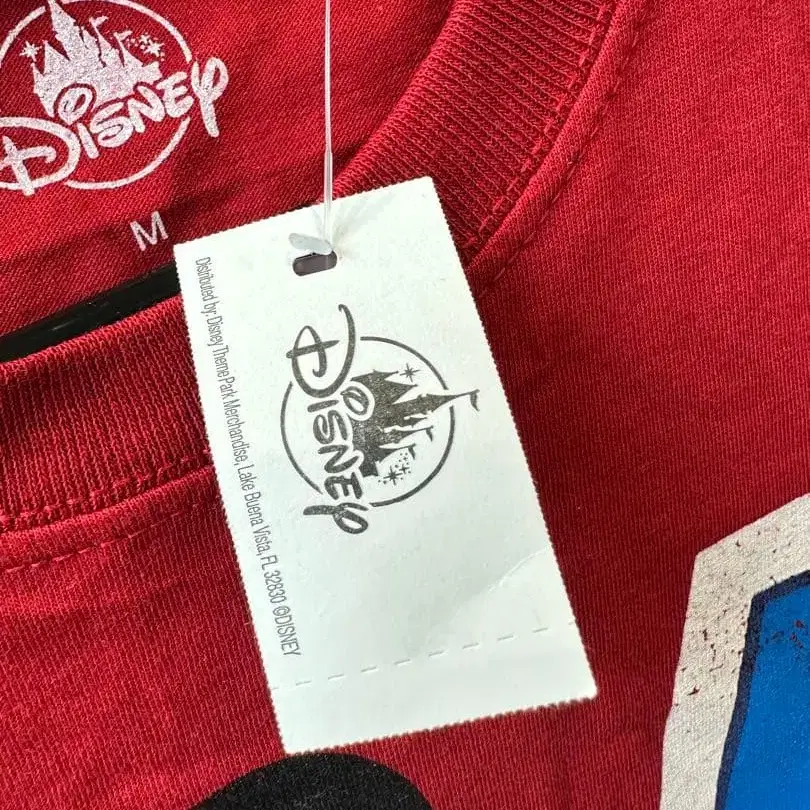 DISNEY
M
Distributed by: Disney Theme Park Merchandise, Lake Buena Vista, FL 32830 ©DISNEY
DISNEY